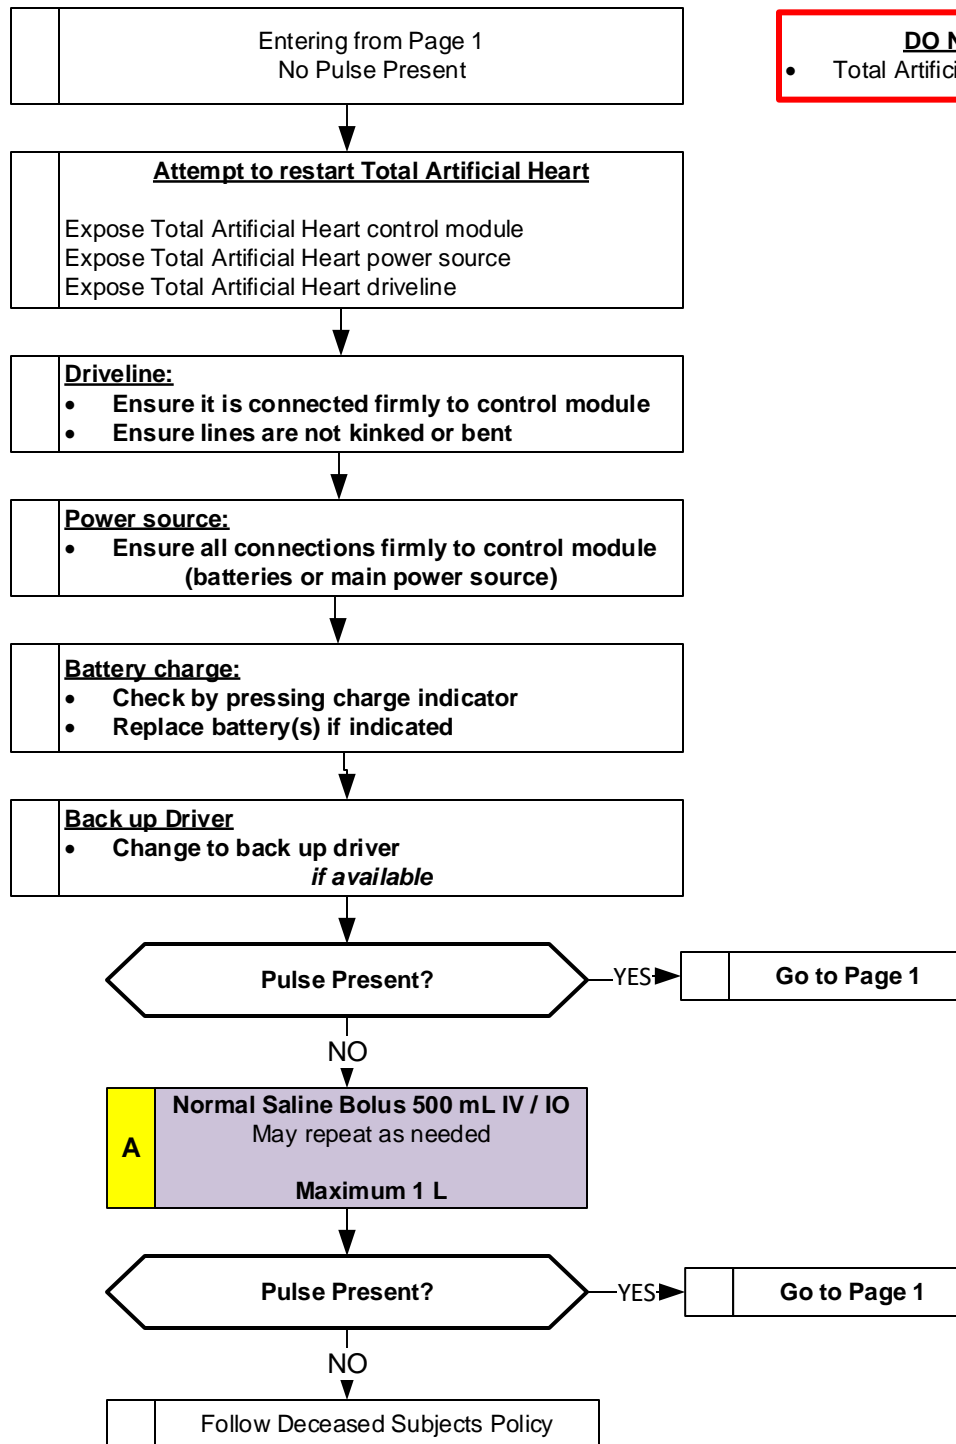 Entering from Page 1
No Pulse Present
DO N
• Total Artific
Attempt to restart Total Artificial Heart
Expose Total Artificial Heart control module
Expose Total Artificial Heart power source
Expose Total Artificial Heart driveline
Driveline:
• Ensure it is connected firmly to control module
• Ensure lines are not kinked or bent
Power source:
• Ensure all connections firmly to control module
(batteries or main power source)
Battery charge:
• Check by pressing charge indicator
• Replace battery(s) if indicated
Back up Driver
• Change to back up driver
if available
Pulse Present?
YES
Go to Page 1
NO
A
Normal Saline Bolus 500 mL IV / IO
May repeat as needed
Maximum 1 L
Pulse Present?
YES
Go to Page 1
NO
Follow Deceased Subjects Policy